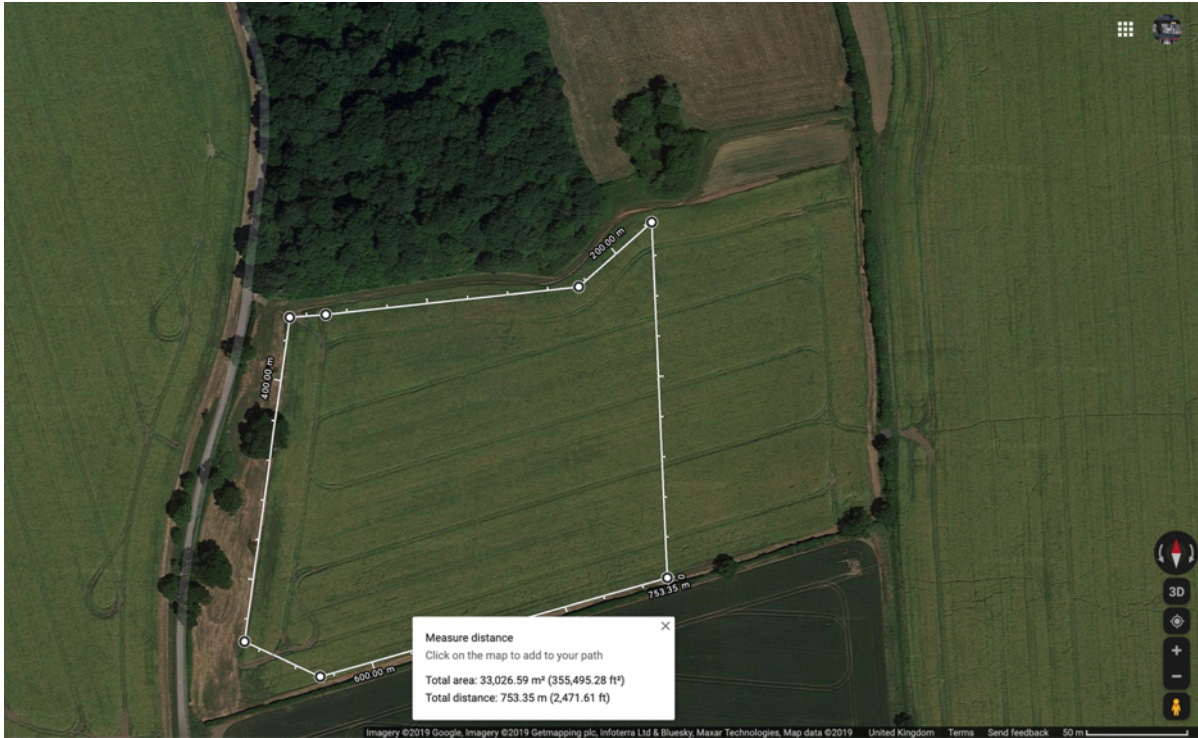 200.00 m
400.00 m
753.35 m
600.00 m
Measure distance
Click on the map to add to your path
Total area: 33,026.59 m² (355,495.28 ft²)
Total distance: 753.35 m (2,471.61 ft)
3D
Imagery ©2019 Google, Imagery ©2019 Getmapping plc, Infoterra Ltd & Bluesky, Maxar Technologies, Map data ©2019 United Kingdom Terms Send feedback 50 m